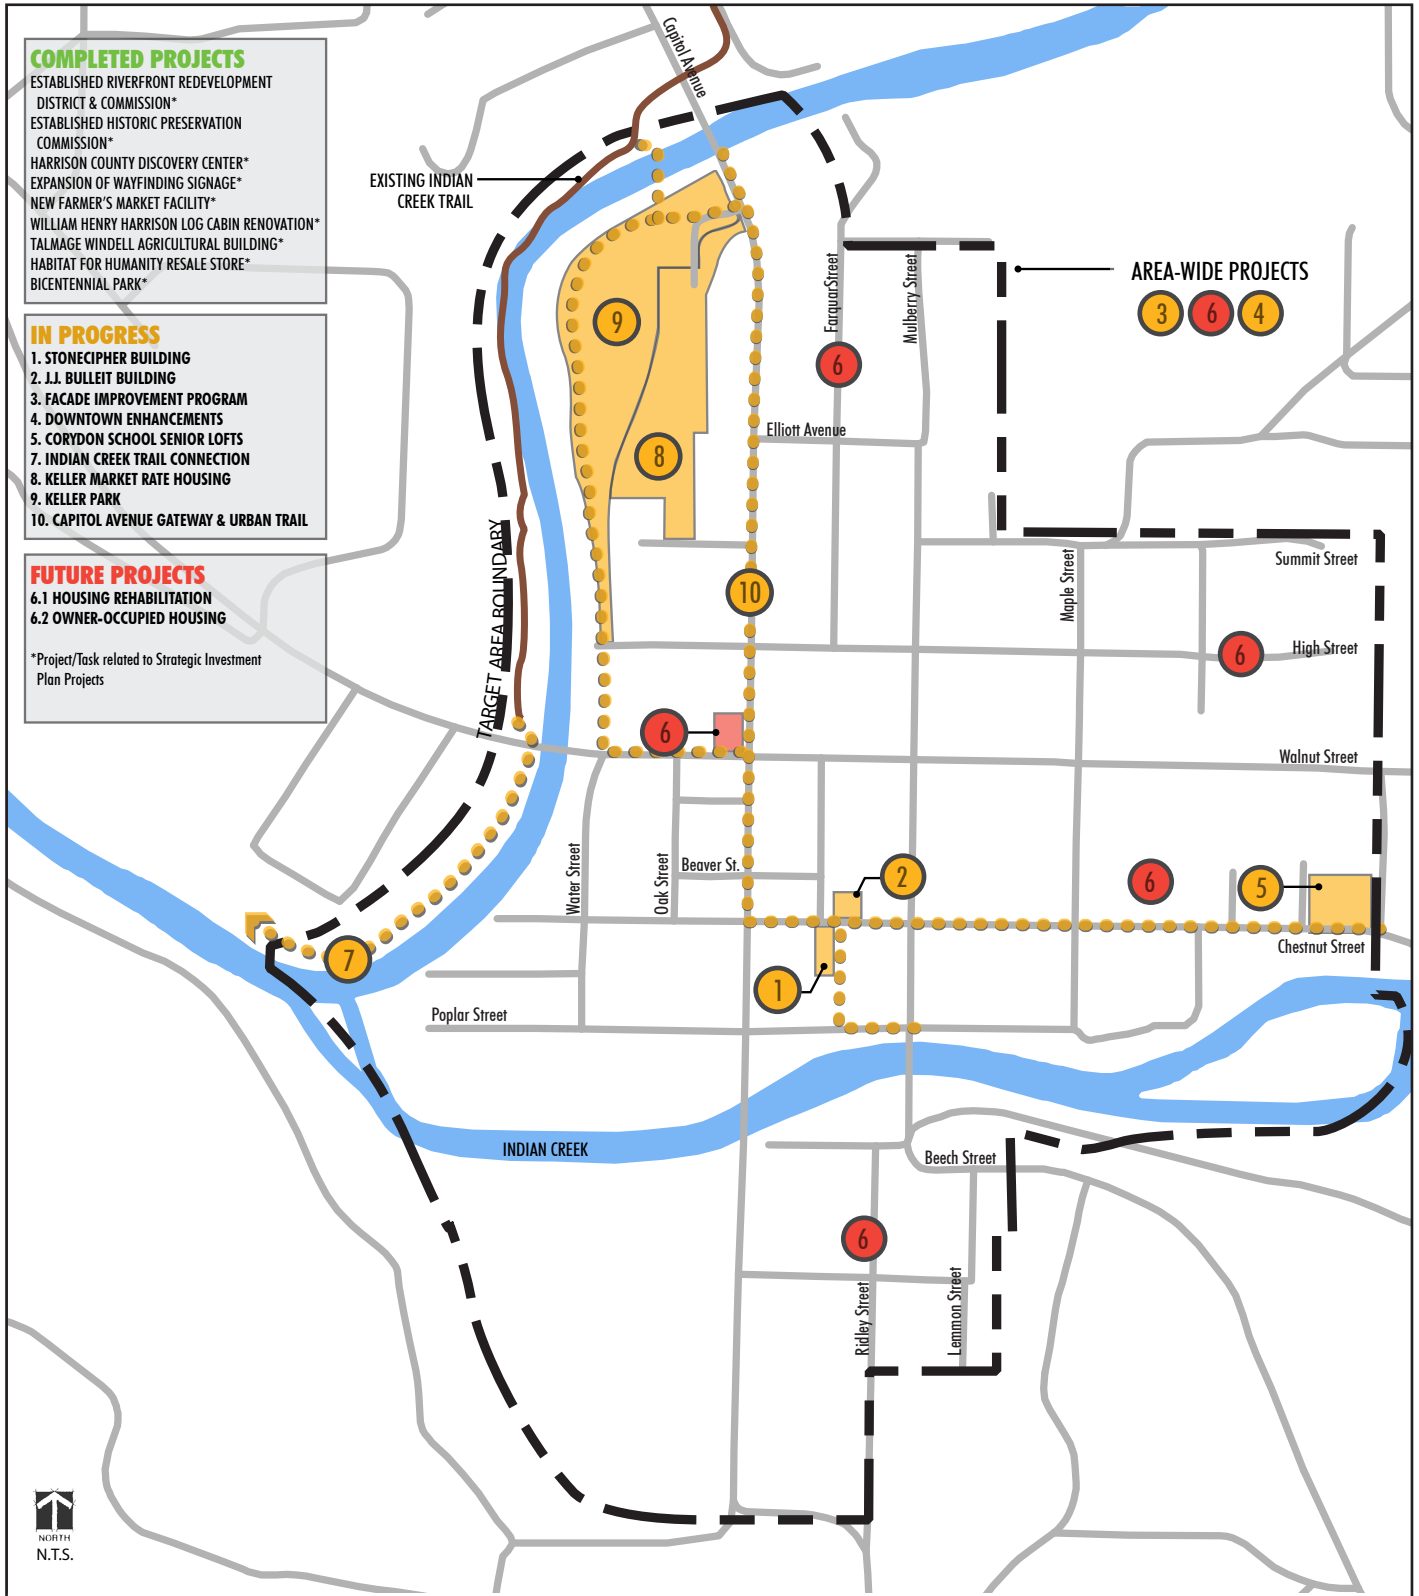 COMPLETED PROJECTS
ESTABLISHED RIVERFRONT REDEVELOPMENT
DISTRICT & COMMISSION*
ESTABLISHED HISTORIC PRESERVATION
COMMISSION*
HARRISON COUNTY DISCOVERY CENTER*
EXPANSION OF WAYFINDING SIGNAGE*
NEW FARMER'S MARKET FACILITY*
WILLIAM HENRY HARRISON LOG CABIN RENOVATION*
TALMAGE WINDELL AGRICULTURAL BUILDING*
HABITAT FOR HUMANITY RESALE STORE*
BICENTENNIAL PARK*
IN PROGRESS
1. STONECIPHER BUILDING
2. J.J. BULLEIT BUILDING
3. FACADE IMPROVEMENT PROGRAM
4. DOWNTOWN ENHANCEMENTS
5. CORYDON SCHOOL SENIOR LOFTS
7. INDIAN CREEK TRAIL CONNECTION
8. KELLER MARKET RATE HOUSING
9. KELLER PARK
10. CAPITOL AVENUE GATEWAY & URBAN TRAIL
FUTURE PROJECTS
6.1 HOUSING REHABILITATION
6.2 OWNER-OCCUPIED HOUSING
*Project/Task related to Strategic Investment
Plan Projects
Capitol Avenue
EXISTING INDIAN
CREEK TRAIL
AREA-WIDE PROJECTS
3 6 4
FarquarStreet
Mulberry Street
9
6
Elliott Avenue
8
TARGET AREA BOUNDARY
10
Maple Street
Summit Street
6
High Street
6
Walnut Street
Water Street
Oak Street
Beaver St.
2
6
5
Chestnut Street
7
1
Poplar Street
INDIAN CREEK
Beech Street
6
Ridley Street
Lemmon Street
NORTH
N.T.S.